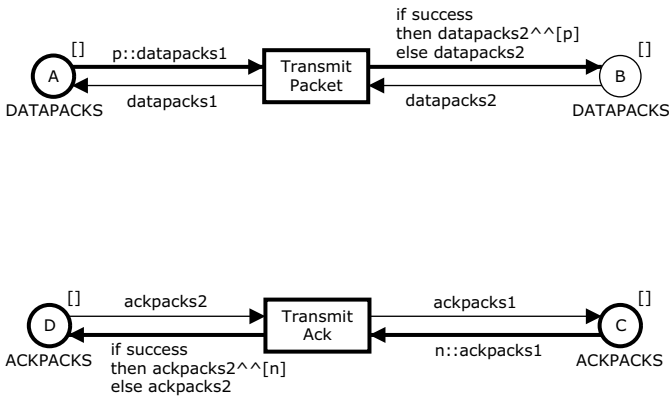 if success
[] then datapacks2^^[p] []
p::datapacks1 else datapacks2
A Transmit Packet B
datapacks1 datapacks2
DATAPACKS DATAPACKS
[] ackpacks2 ackpacks1 []
D Transmit Ack C
ACKPACKS if success n::ackpacks1 ACKPACKS
then ackpacks2^^[n]
else ackpacks2